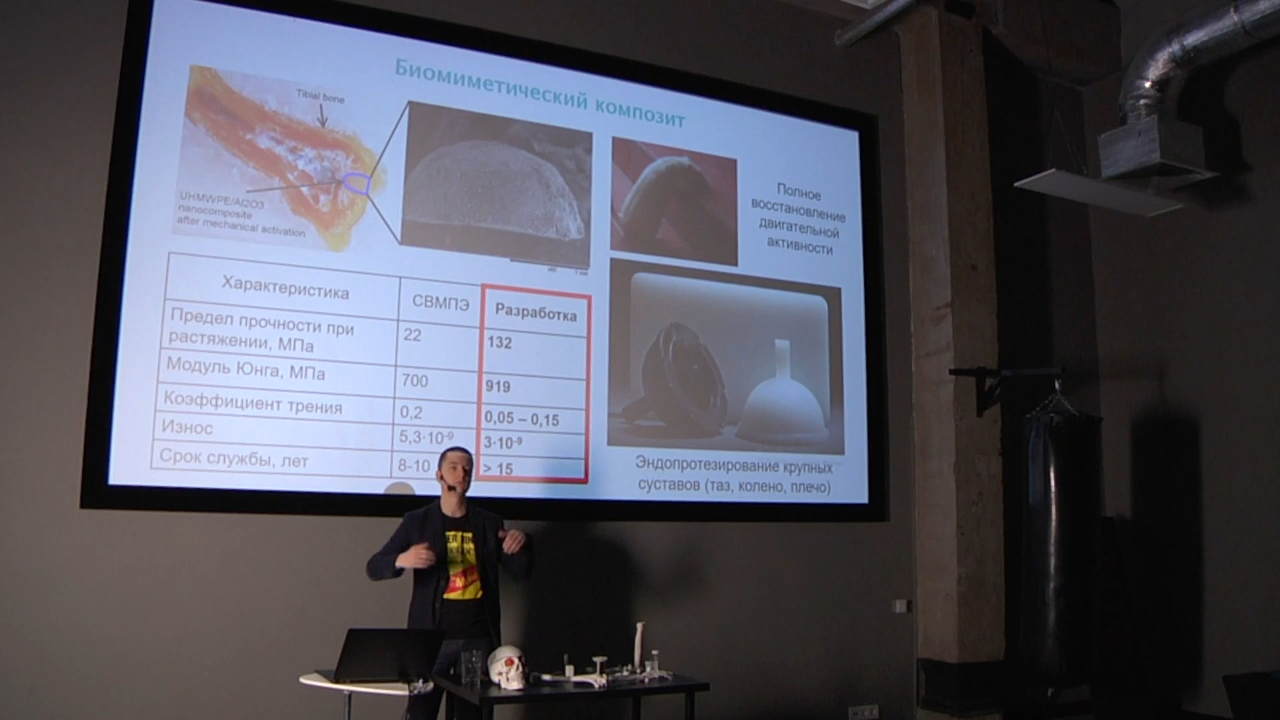 Биомиметический композит
Tibial bone
UHMWPE/Al2O3
nanocomposite
after mechanical activation
Полное
восстановление
двигательной
активности
Характеристика СВМПЭ Разработка
Предел прочности при
растяжении, МПа 22 132
Модуль Юнга, МПа 700 919
Коэффициент трения 0,2 0,05 – 0,15
Износ 5,3·10⁻⁹ 3·10⁻⁹
Срок службы, лет 8-10 > 15
Эндопротезирование крупных
суставов (таз, колено, плечо)